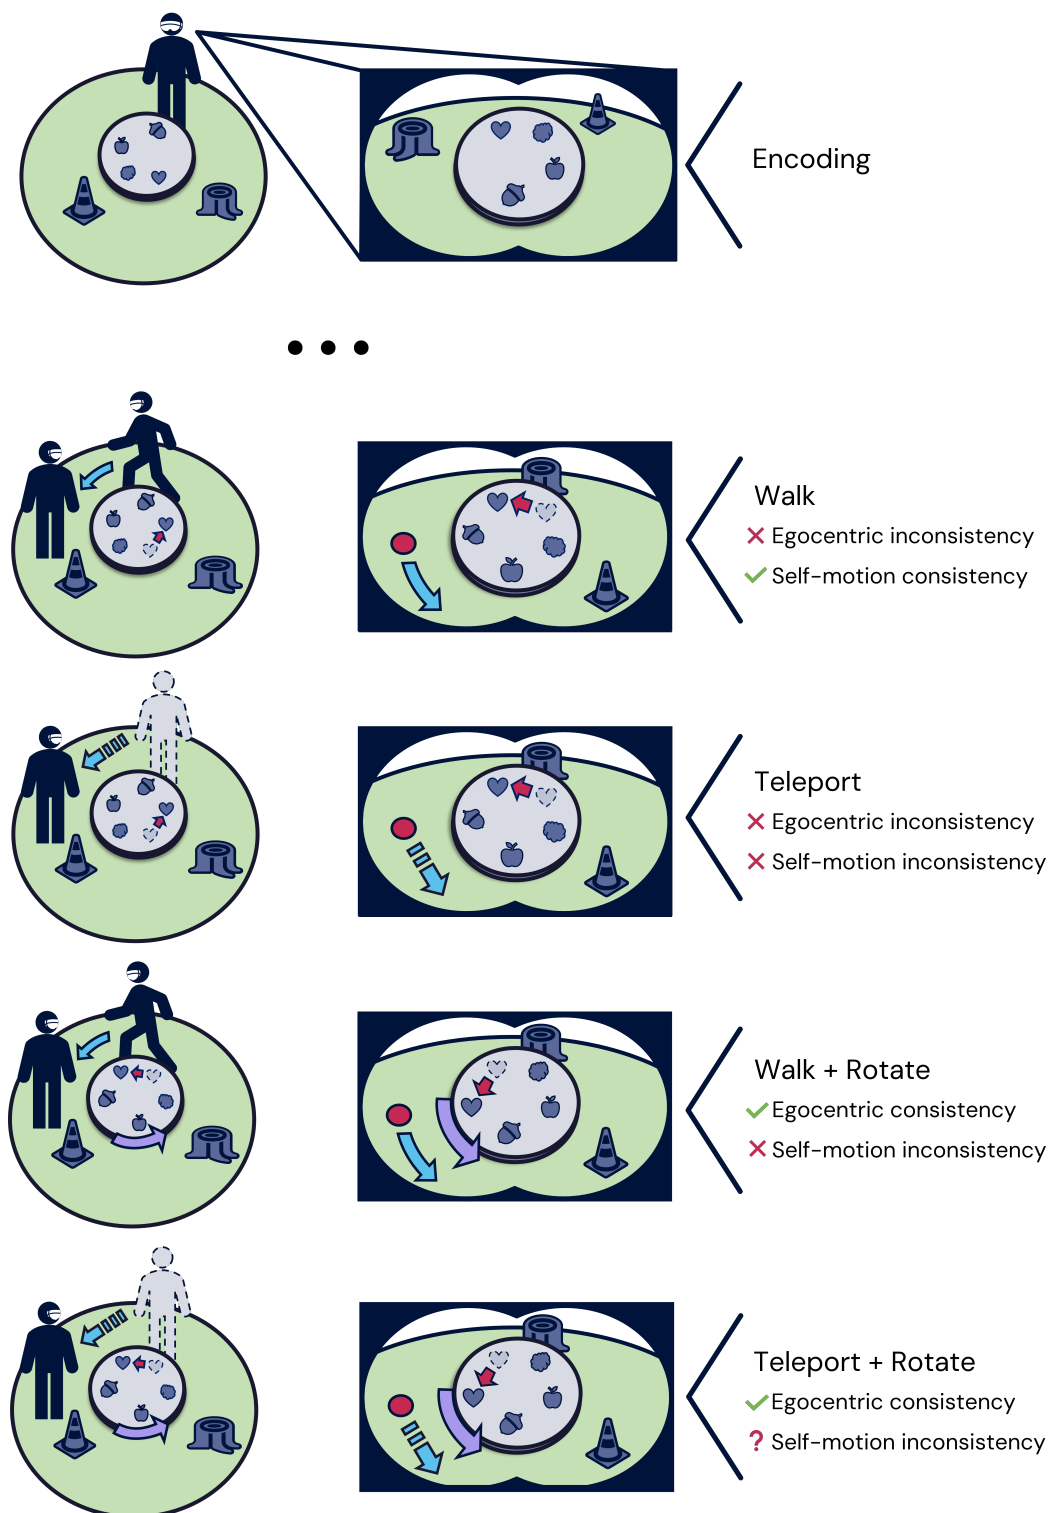 Encoding
Walk
Egocentric inconsistency
Self-motion consistency
Teleport
Egocentric inconsistency
Self-motion inconsistency
Walk + Rotate
Egocentric consistency
Self-motion inconsistency
Teleport + Rotate
Egocentric consistency
? Self-motion inconsistency